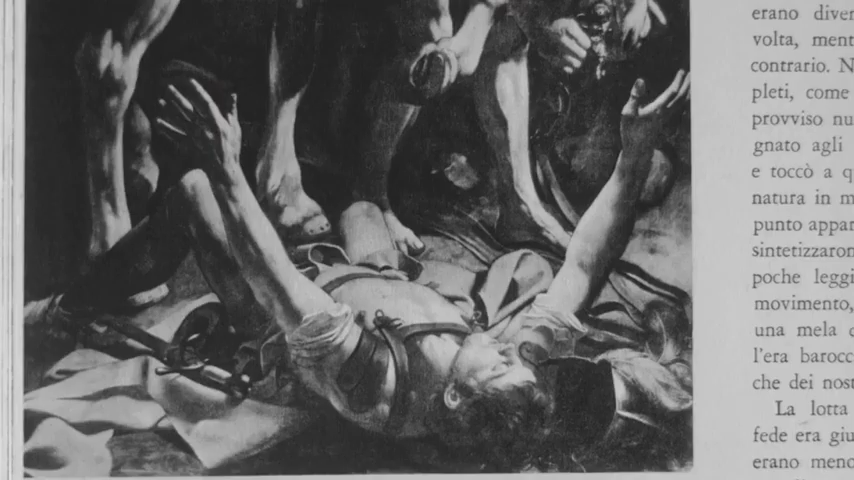 erano diver
volta, ment
contrario. N
pleti, come
provviso nu
gnato agli
e toccò a q
natura in m
punto appar
sintetizzaron
poche leggi
movimento,
una mela c
l'era barocc
che dei nost
La lotta
fede era giu
erano meno